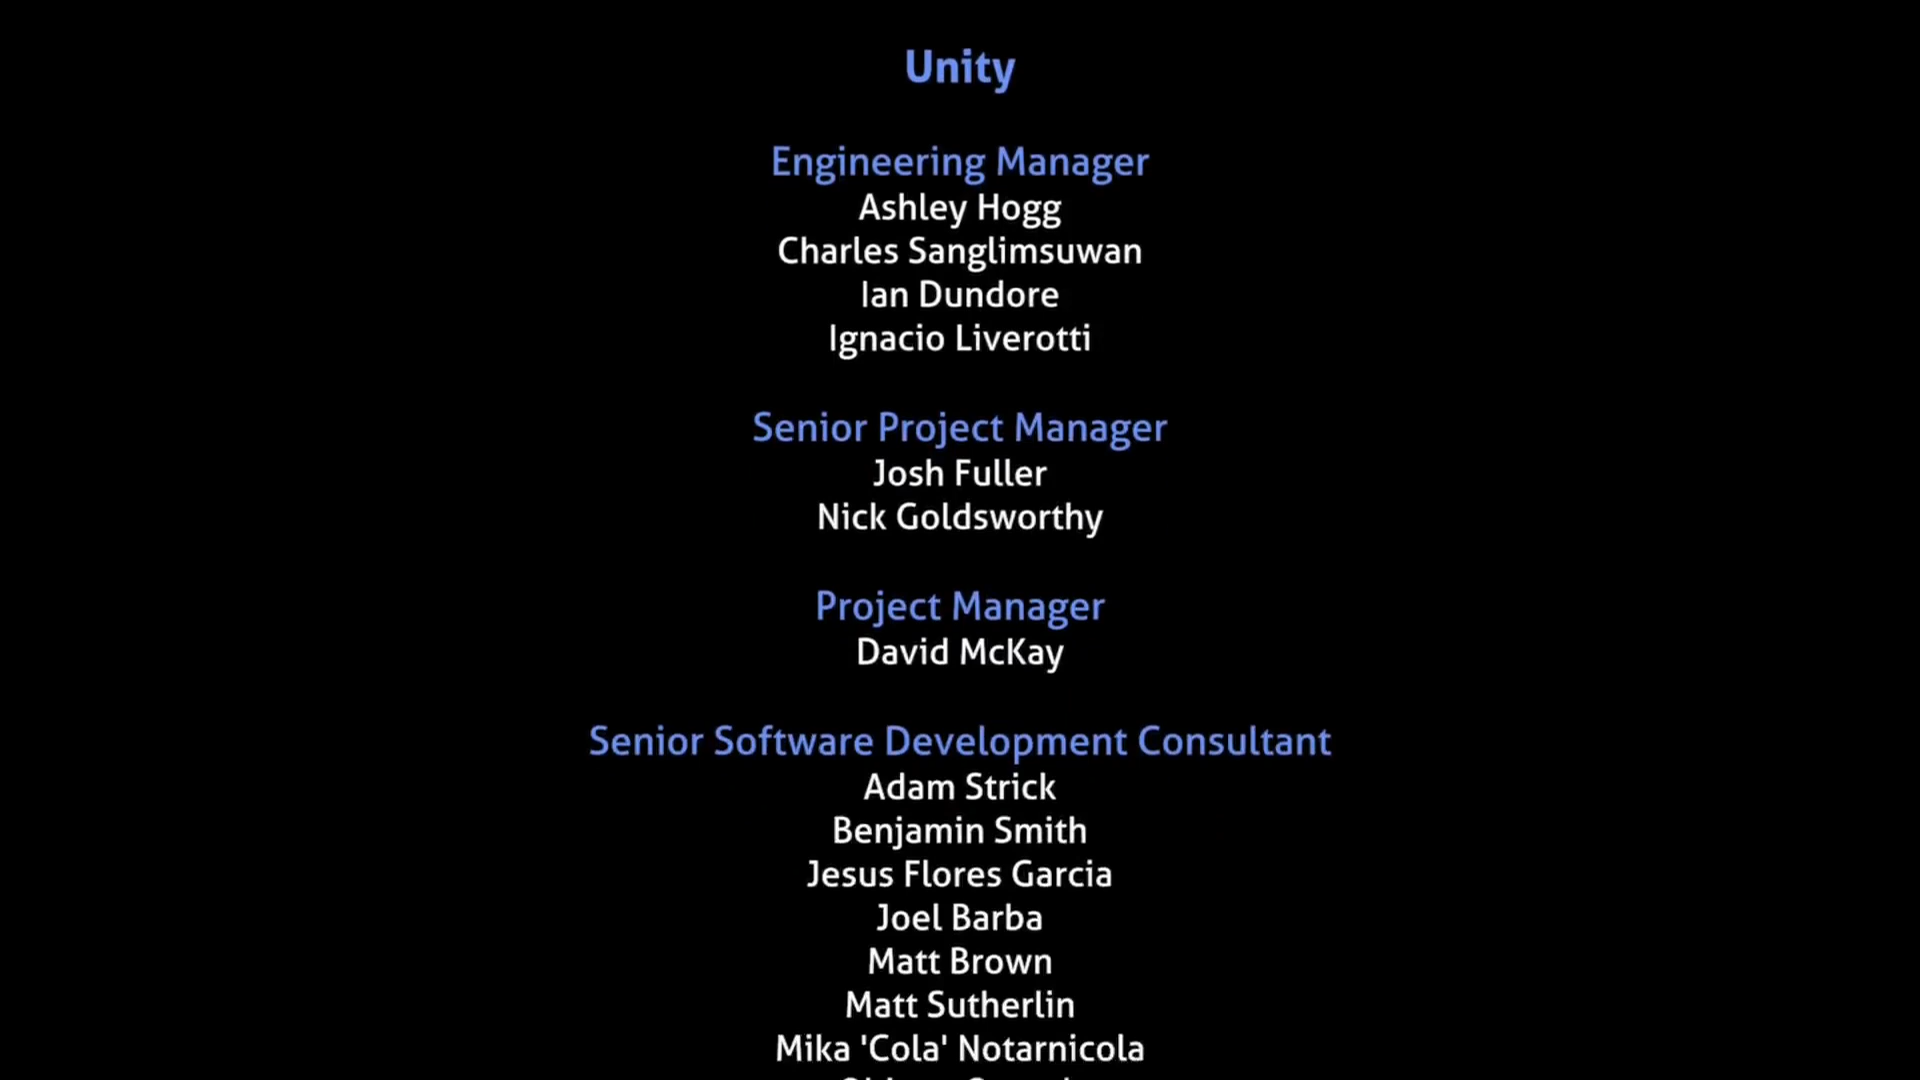 Unity
Engineering Manager
Ashley Hogg
Charles Sanglimsuwan
Ian Dundore
Ignacio Liverotti
Senior Project Manager
Josh Fuller
Nick Goldsworthy
Project Manager
David McKay
Senior Software Development Consultant
Adam Strick
Benjamin Smith
Jesus Flores Garcia
Joel Barba
Matt Brown
Matt Sutherlin
Mika 'Cola' Notarnicola